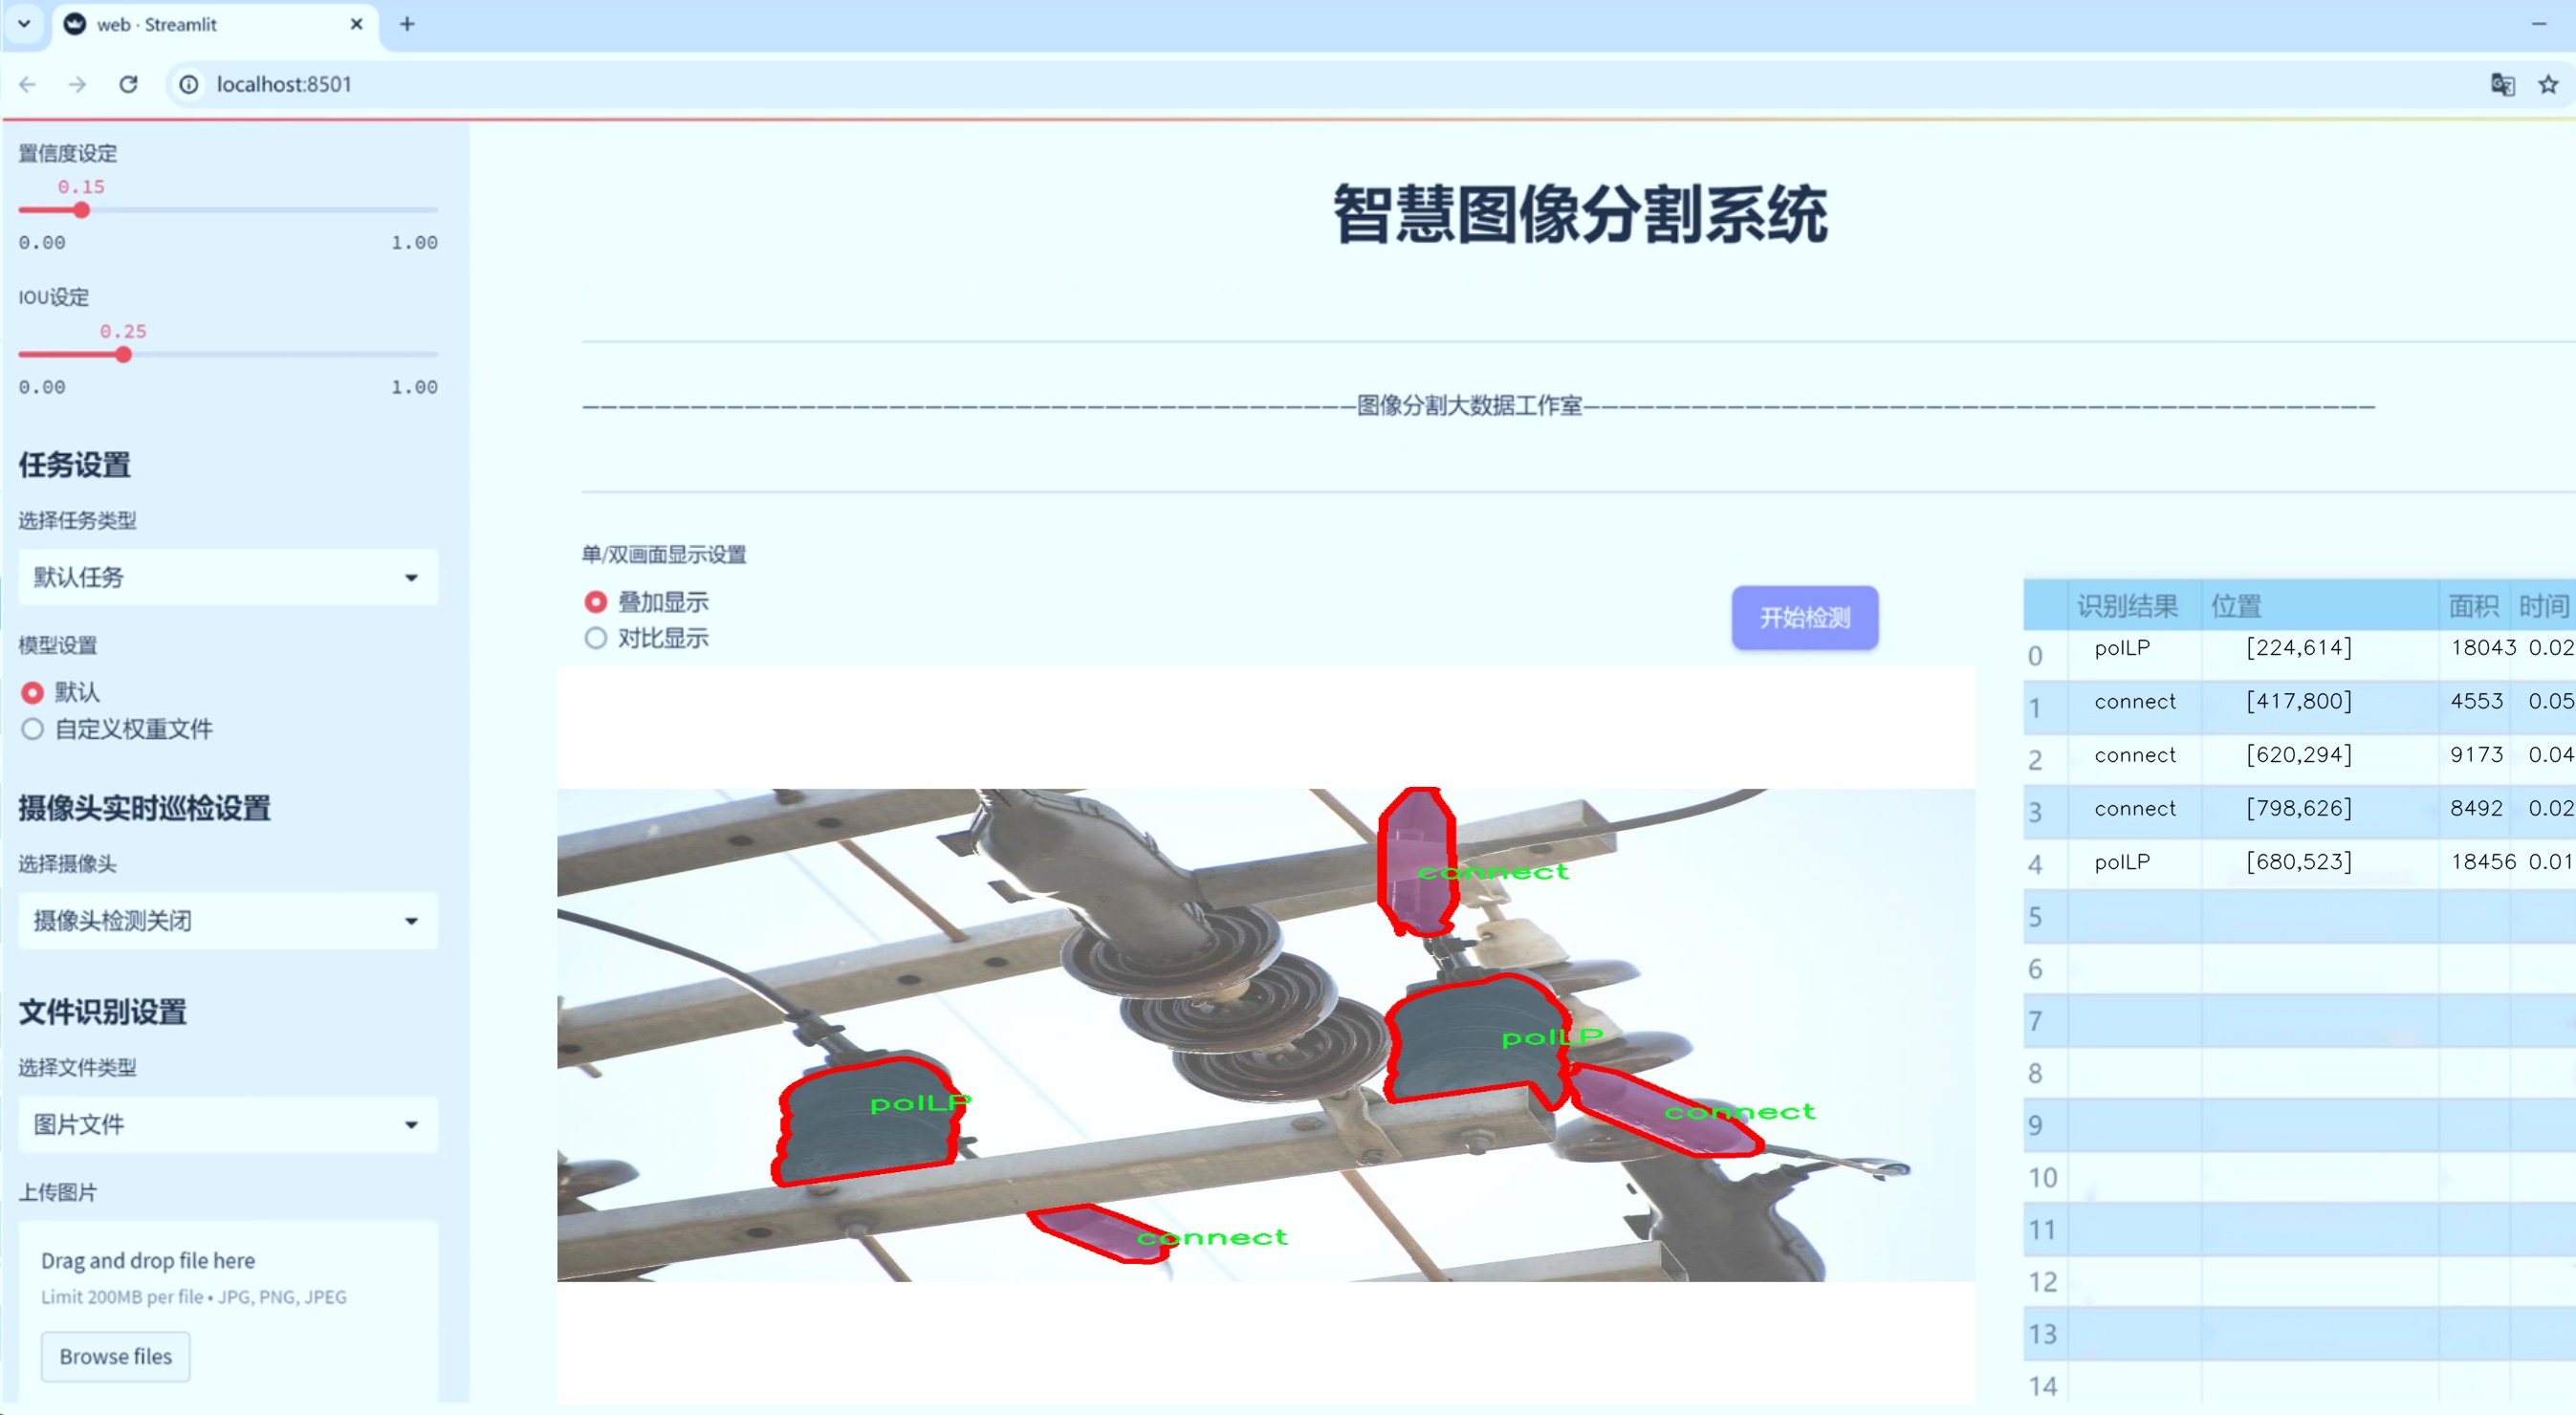 web · Streamlit
localhost:8501
置信度设定
0.15
0.00 1.00
IOU设定
0.25
0.00 1.00
任务设置
选择任务类型
默认任务
模型设置
默认
自定义权重文件
摄像头实时巡检设置
选择摄像头
摄像头检测关闭
文件识别设置
选择文件类型
图片文件
上传图片
Drag and drop file here
Limit 200MB per file • JPG, PNG, JPEG
Browse files
智慧图像分割系统
———————————————————————————————————————————图像分割大数据工作室————————————————————————————————————————————
单/双画面显示设置
叠加显示
对比显示
开始检测
connect
polLP
polLP
connect
connect
识别结果 位置 面积 时间
0 polLP [224,614] 18043 0.02
1 connect [417,800] 4553 0.05
2 connect [620,294] 9173 0.04
3 connect [798,626] 8492 0.02
4 polLP [680,523] 18456 0.01
5
6
7
8
9
10
11
12
13
14